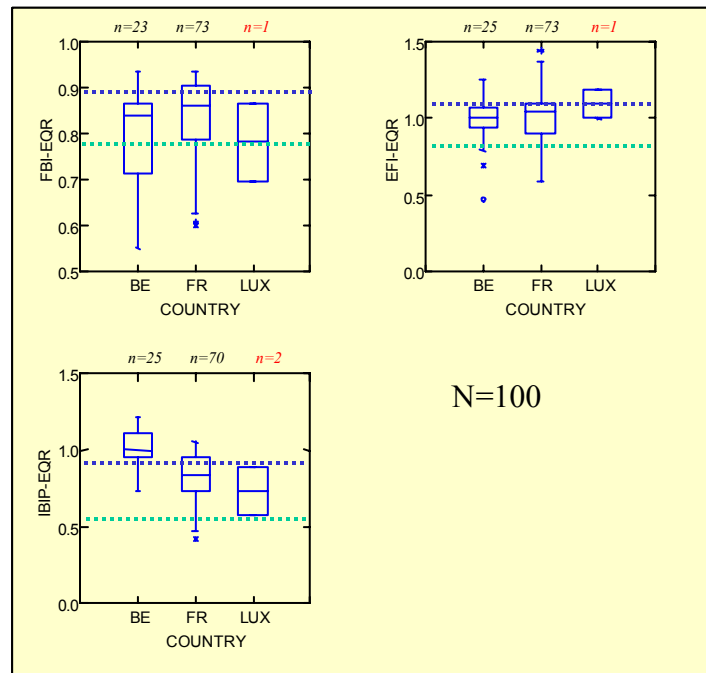 n=23 n=73 n=1
1.0
0.9
0.8
0.7
0.6
0.5
FBI-EQR
BE FR LUX
COUNTRY
n=25 n=73 n=1
1.5
1.0
0.5
0.0
EFI-EQR
BE FR LUX
COUNTRY
n=25 n=70 n=2
1.5
1.0
0.5
0.0
IBIP-EQR
BE FR LUX
COUNTRY
N=100